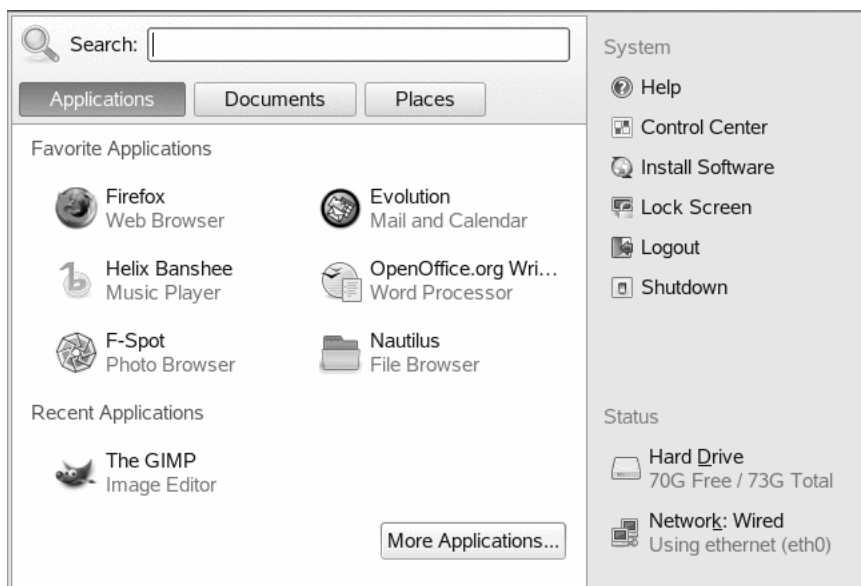 Search:
Applications
Documents
Places
Favorite Applications
Firefox
Web Browser
Evolution
Mail and Calendar
Helix Banshee
Music Player
OpenOffice.org Wri...
Word Processor
F-Spot
Photo Browser
Nautilus
File Browser
Recent Applications
The GIMP
Image Editor
More Applications...
System
Help
Control Center
Install Software
Lock Screen
Logout
Shutdown
Status
Hard Drive
70G Free / 73G Total
Network: Wired
Using ethernet (eth0)